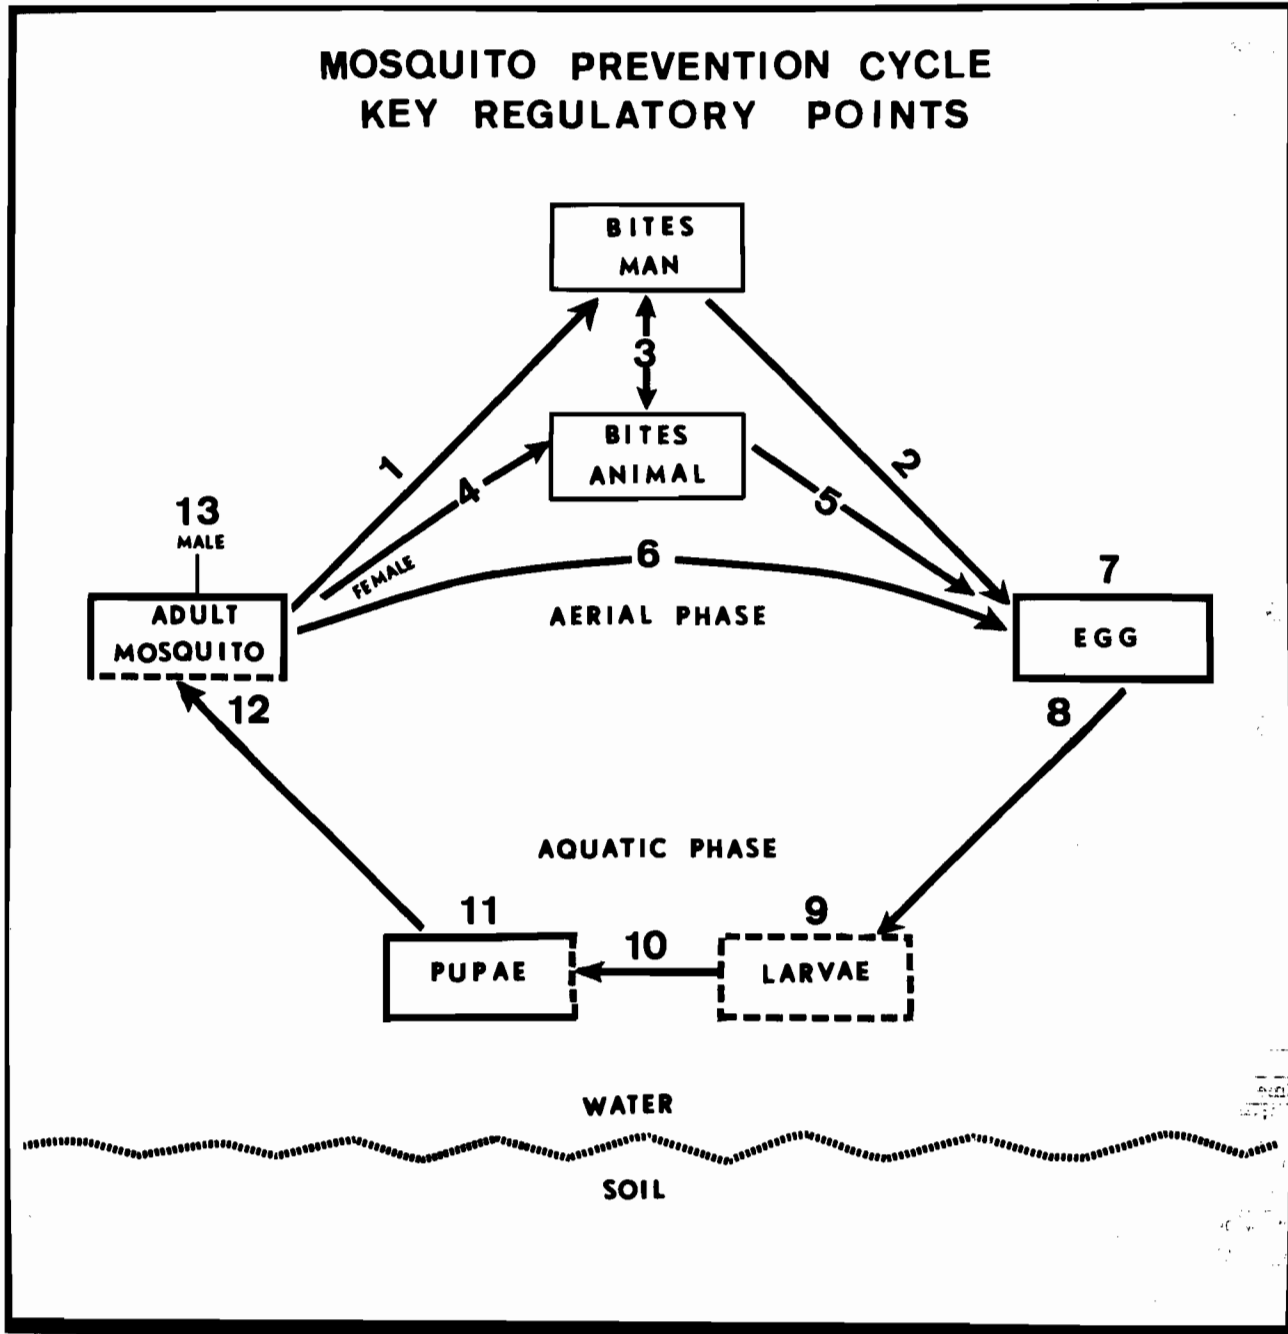 MOSQUITO PREVENTION CYCLE
KEY REGULATORY POINTS
BITES
MAN
3
BITES
ANIMAL
1
2
4
5
13
MALE
FEMALE
6
7
ADULT
MOSQUITO
AERIAL PHASE
EGG
12
8
AQUATIC PHASE
11
10
9
PUPAE
LARVAE
WATER
SOIL